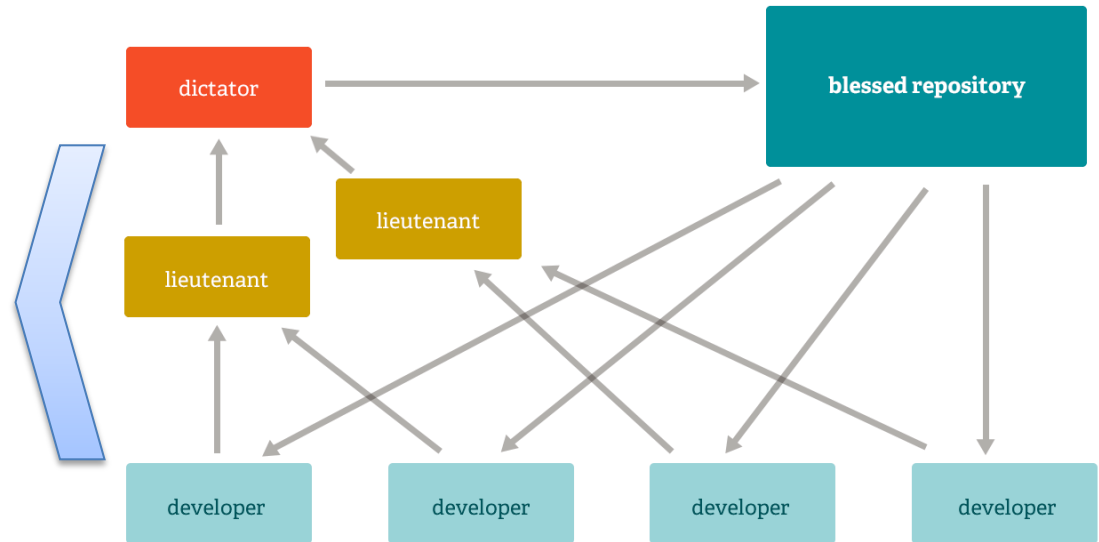 dictator
blessed repository
lieutenant
lieutenant
developer
developer
developer
developer